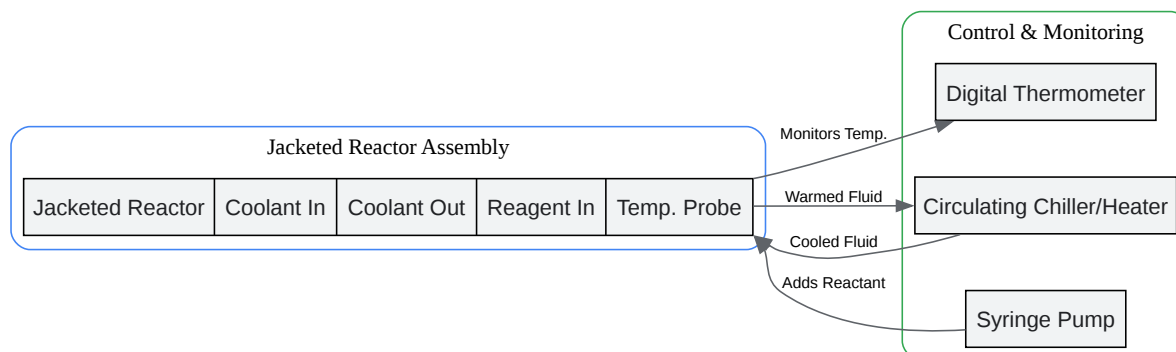 Control & Monitoring
Digital Thermometer
Monitors Temp.
Jacketed Reactor Assembly
Jacketed Reactor
Coolant In
Coolant Out
Reagent In
Temp. Probe
Warmed Fluid
Circulating Chiller/Heater
Cooled Fluid
Adds Reactant
Syringe Pump